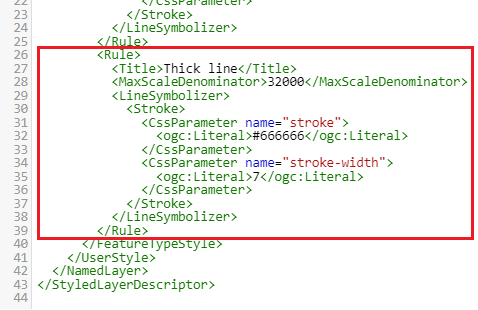 22 </CssParameter>
23 </Stroke>
24 </LineSymbolizer>
25 </Rule>
26 <Rule>
27 <Title>Thick line</Title>
28 <MaxScaleDenominator>32000</MaxScaleDenominator>
29 <LineSymbolizer>
30 <Stroke>
31 <CssParameter name="stroke">
32 <ogc:Literal>#666666</ogc:Literal>
33 </CssParameter>
34 <CssParameter name="stroke-width">
35 <ogc:Literal>7</ogc:Literal>
36 </CssParameter>
37 </Stroke>
38 </LineSymbolizer>
39 </Rule>
40 </FeatureTypeStyle>
41 </UserStyle>
42 </NamedLayer>
43 </StyledLayerDescriptor>
44